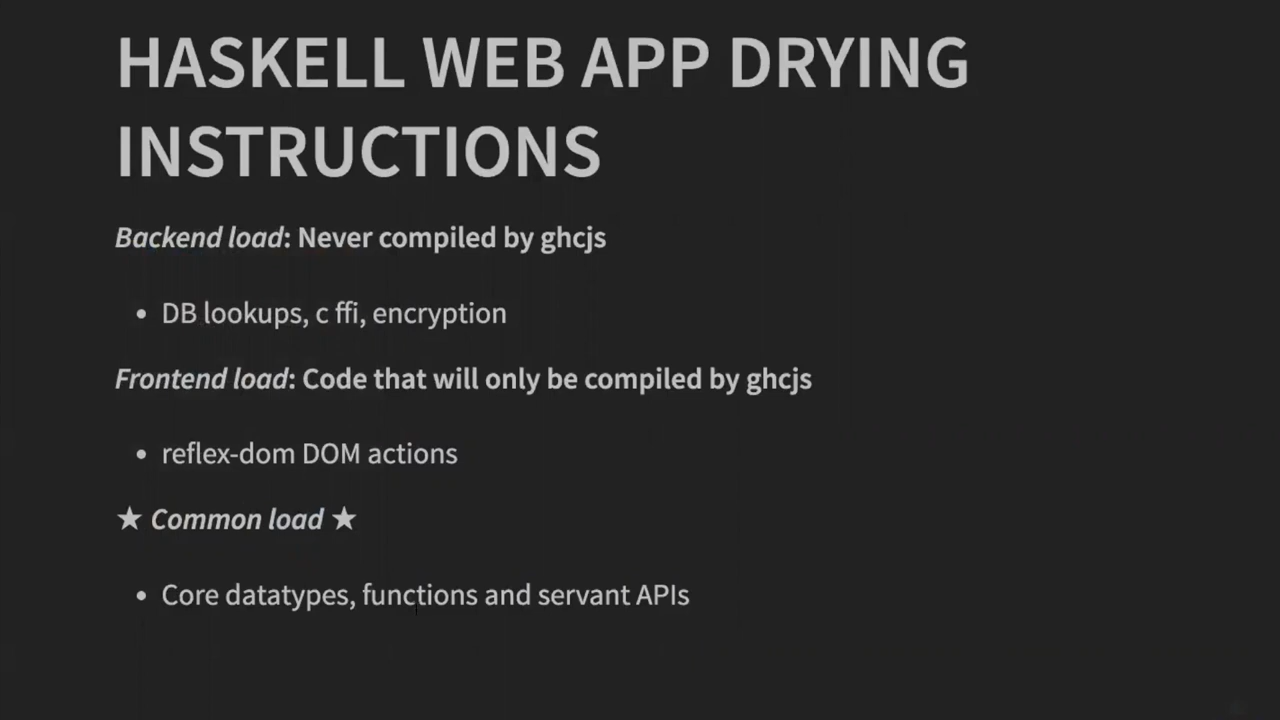 HASKELL WEB APP DRYING
INSTRUCTIONS
Backend load: Never compiled by ghcjs
• DB lookups, c ffi, encryption
Frontend load: Code that will only be compiled by ghcjs
• reflex-dom DOM actions
★ Common load ★
• Core datatypes, functions and servant APIs